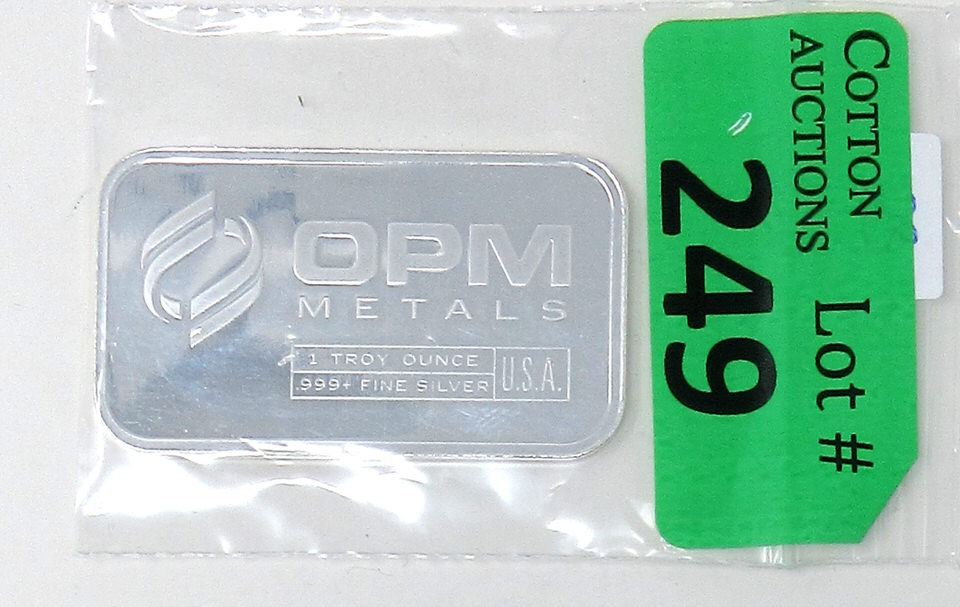 OPM
METALS
1 TROY OUNCE
.999+ FINE SILVER
U.S.A.
COTTON
AUCTIONS
Lot #
249